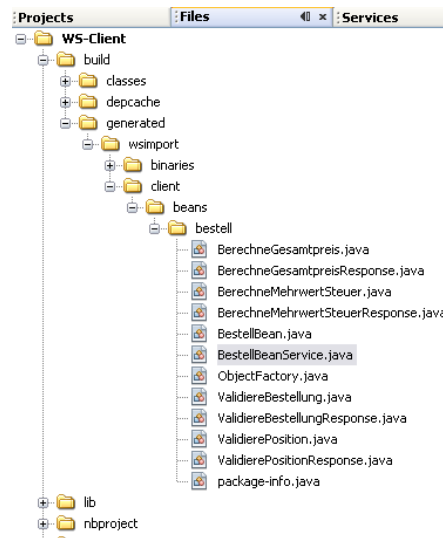 Projects Files Services
WS-Client
build
classes
depcache
generated
wsimport
binaries
client
beans
bestell
BerechneGesamtpreis.java
BerechneGesamtpreisResponse.java
BerechneMehrwertSteuer.java
BerechneMehrwertSteuerResponse.java
BestellBean.java
BestellBeanService.java
ObjectFactory.java
ValidiereBestellung.java
ValidiereBestellungResponse.java
ValidierePosition.java
ValidierePositionResponse.java
package-info.java
lib
nbproject